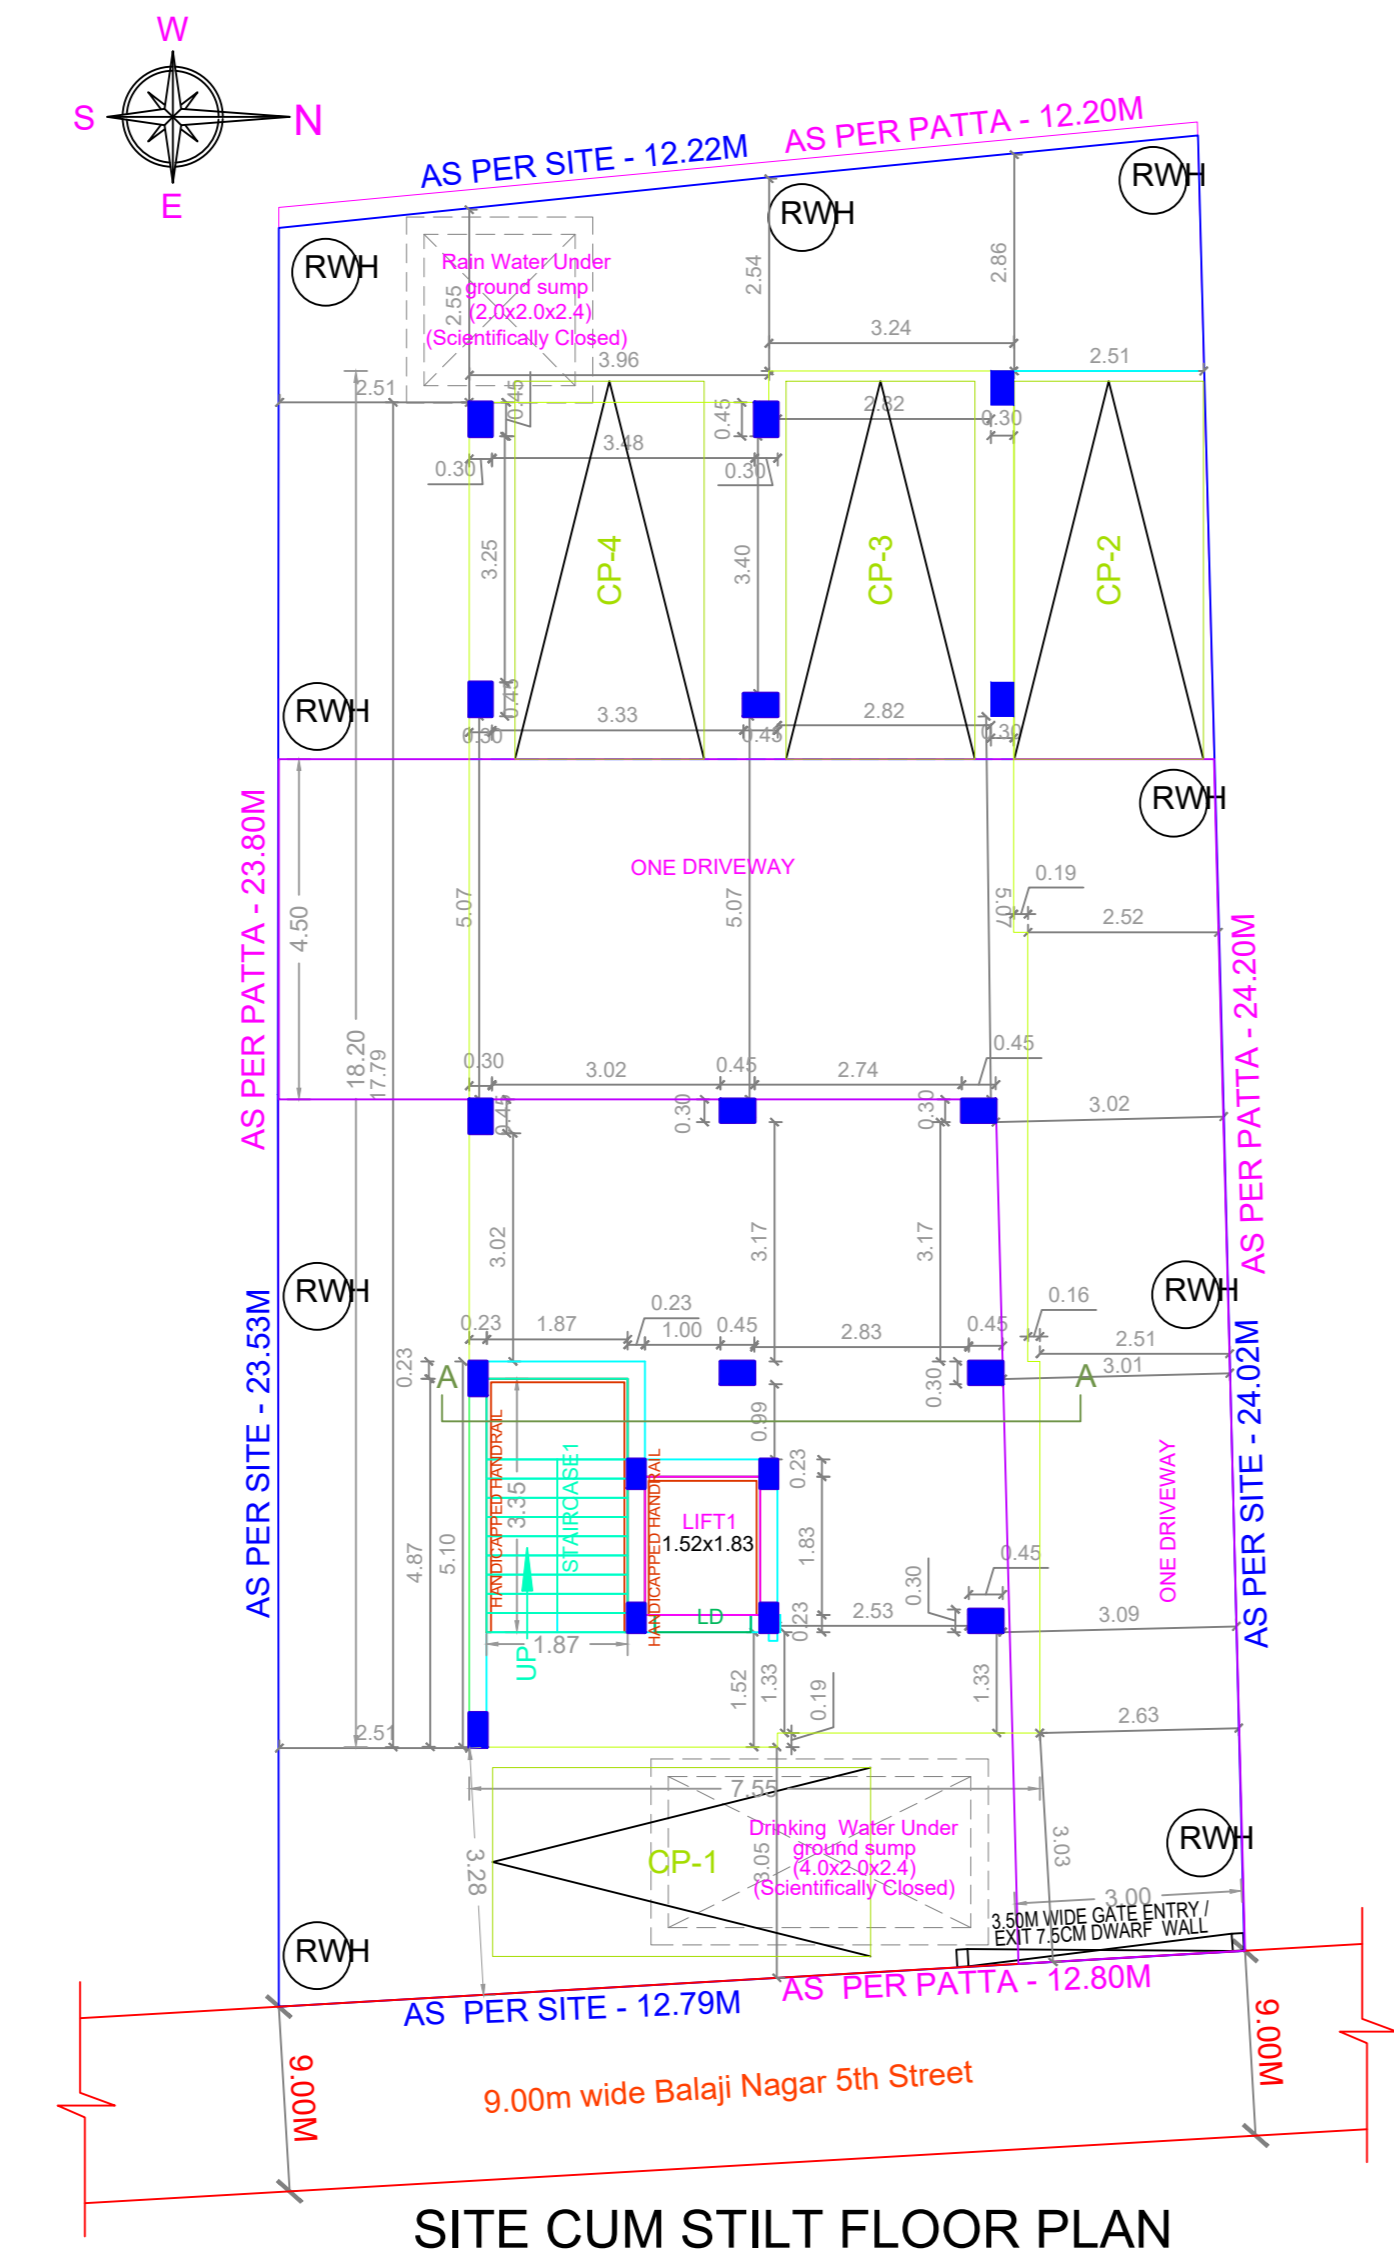 W
S
N
E
AS PER SITE - 12.22M
AS PER PATTA - 12.20M
RWH
RWH
RWH
Rain Water Under
ground sump
(2.0x2.0x2.4)
(Scientifically Closed)
2.55
2.54
2.86
3.24
3.96
2.51
2.51
0.45
0.45
2.82
0.30
3.48
0.30
0.30
3.25
3.40
CP-4
CP-3
CP-2
RWH
0.45
3.33
2.82
0.30
0.45
0.30
RWH
ONE DRIVEWAY
0.19
5.07
5.07
5.07
2.52
4.50
AS PER PATTA - 23.80M
AS PER PATTA - 24.20M
18.20
17.79
0.30
3.02
0.45
2.74
0.45
0.45
0.30
0.30
3.02
3.02
3.17
3.17
RWH
RWH
0.23
0.16
0.23
1.87
1.00
0.45
2.83
0.45
2.51
3.01
0.23
A
A
0.30
0.99
AS PER SITE - 23.53M
AS PER SITE - 24.02M
HANDICAPPED HANDRAIL
3.35
STAIRCASE1
HANDICAPPED HANDRAIL
LIFT1
1.52x1.83
0.23
1.83
0.45
0.30
ONE DRIVEWAY
4.87
5.10
LD
0.23
2.53
3.09
1.87
UP
1.52
1.33
0.19
1.33
2.51
2.63
7.55
3.28
CP-1
3.05
Drinking  Water Under
ground sump
(4.0x2.0x2.4)
(Scientifically Closed)
3.03
RWH
3.00
3.50M WIDE GATE ENTRY /
EXIT 7.5CM DWARF  WALL
RWH
AS  PER SITE - 12.79M
AS  PER PATTA - 12.80M
9.00M
9.00M
9.00m wide Balaji Nagar 5th Street
SITE CUM STILT FLOOR PLAN